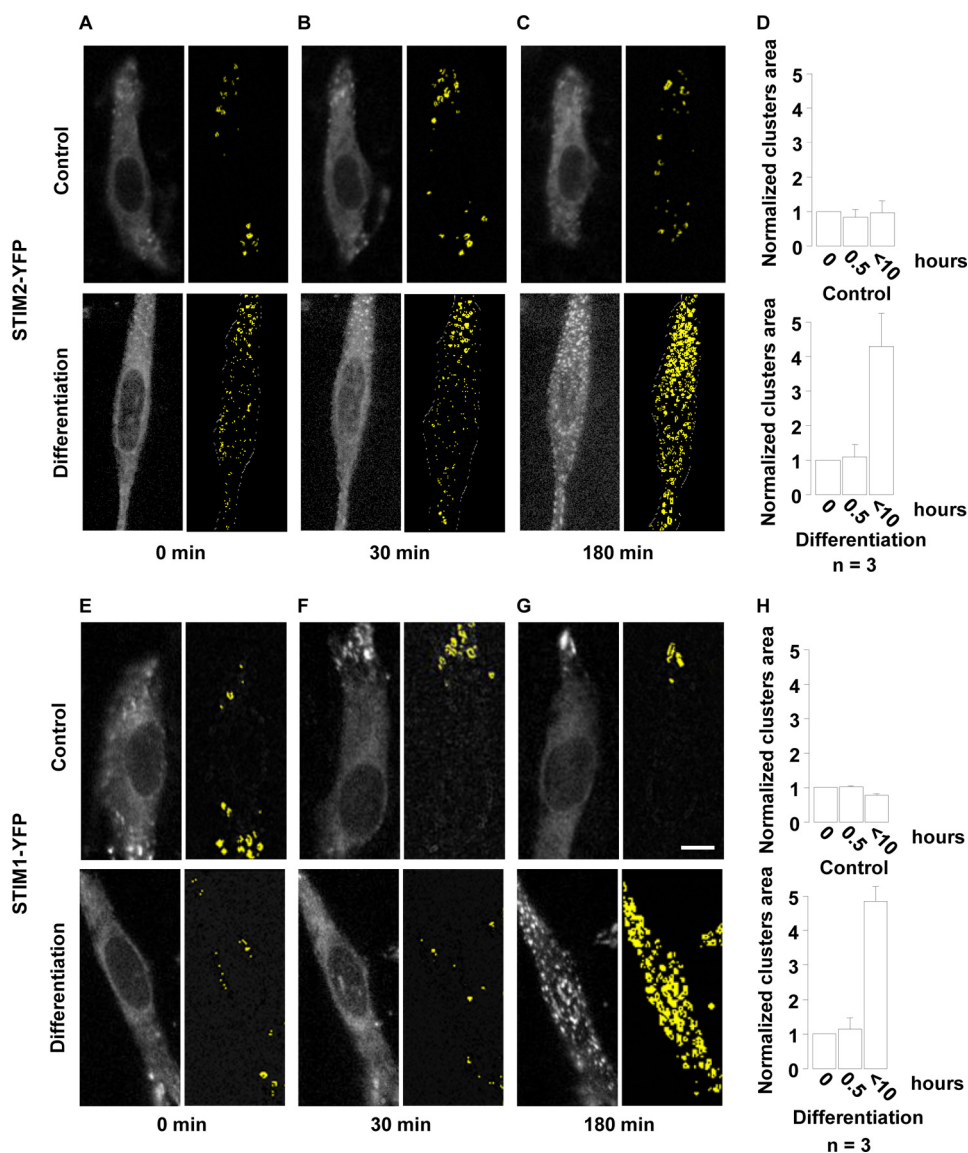 A
B
C
D
STIM2-YFP
Control
Differentiation
0 min
30 min
180 min
Normalized clusters area
5
4
3
2
1
0
0
0.5
<10
hours
Control
Normalized clusters area
5
4
3
2
1
0
0
0.5
<10
hours
Differentiation
n = 3
E
F
G
H
STIM1-YFP
Control
Differentiation
0 min
30 min
180 min
Normalized clusters area
5
4
3
2
1
0
0
0.5
<10
hours
Control
Normalized clusters area
5
4
3
2
1
0
0
0.5
<10
hours
Differentiation
n = 3